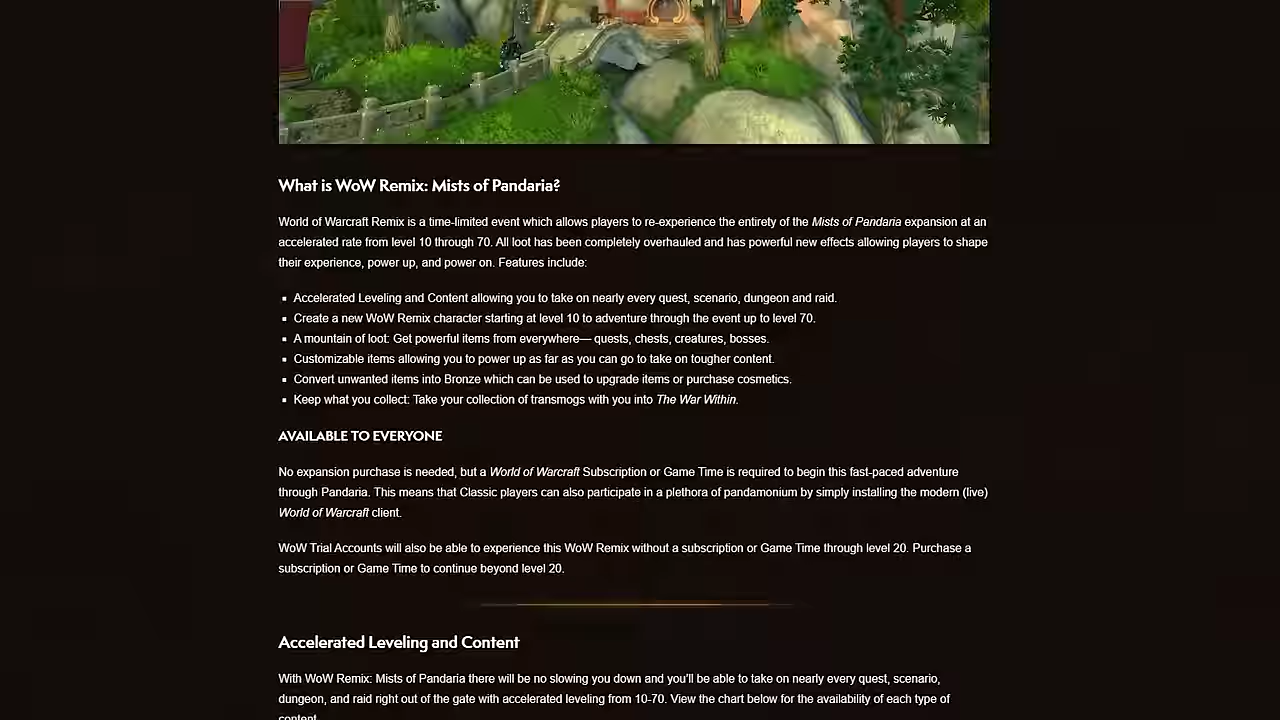 What is WoW Remix: Mists of Pandaria?
World of Warcraft Remix is a time-limited event which allows players to re-experience the entirety of the Mists of Pandaria expansion at an
accelerated rate from level 10 through 70. All loot has been completely overhauled and has powerful new effects allowing players to shape
their experience, power up, and power on. Features include:
Accelerated Leveling and Content allowing you to take on nearly every quest, scenario, dungeon and raid.
Create a new WoW Remix character starting at level 10 to adventure through the event up to level 70.
A mountain of loot: Get powerful items from everywhere— quests, chests, creatures, bosses.
Customizable items allowing you to power up as far as you can go to take on tougher content.
Convert unwanted items into Bronze which can be used to upgrade items or purchase cosmetics.
Keep what you collect: Take your collection of transmogs with you into The War Within.
AVAILABLE TO EVERYONE
No expansion purchase is needed, but a World of Warcraft Subscription or Game Time is required to begin this fast-paced adventure
through Pandaria. This means that Classic players can also participate in a plethora of pandamonium by simply installing the modern (live)
World of Warcraft client.
WoW Trial Accounts will also be able to experience this WoW Remix without a subscription or Game Time through level 20. Purchase a
subscription or Game Time to continue beyond level 20.
Accelerated Leveling and Content
With WoW Remix: Mists of Pandaria there will be no slowing you down and you'll be able to take on nearly every quest, scenario,
dungeon, and raid right out of the gate with accelerated leveling from 10-70. View the chart below for the availability of each type of
content.